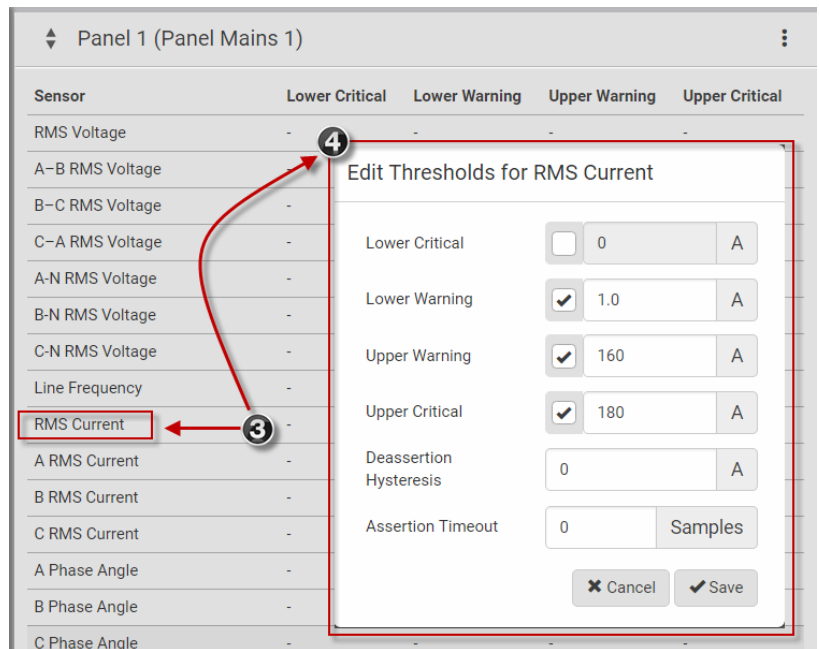 Panel 1 (Panel Mains 1)
Sensor Lower Critical Lower Warning Upper Warning Upper Critical
RMS Voltage - - - -
A–B RMS Voltage -
B–C RMS Voltage -
C–A RMS Voltage -
A-N RMS Voltage -
B-N RMS Voltage -
C-N RMS Voltage -
Line Frequency -
RMS Current -
A RMS Current -
B RMS Current -
C RMS Current -
A Phase Angle -
B Phase Angle -
C Phase Angle - - - -
3
4
Edit Thresholds for RMS Current
Lower Critical 0 A
Lower Warning 1.0 A
Upper Warning 160 A
Upper Critical 180 A
Deassertion
Hysteresis 0 A
Assertion Timeout 0 Samples
Cancel Save